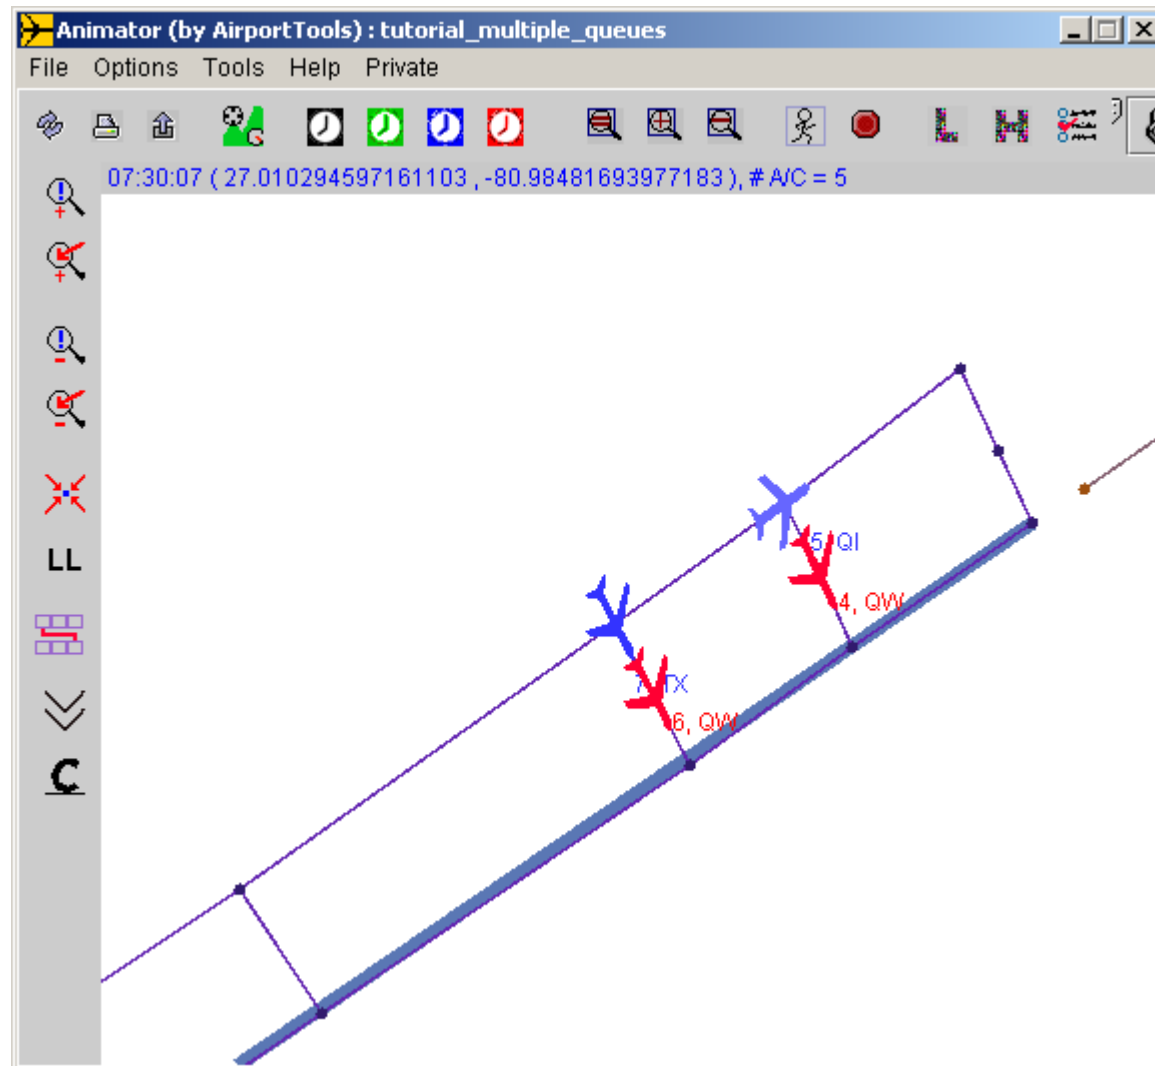 Animator (by AirportTools) : tutorial_multiple_queues
File Options Tools Help Private
L H
07:30:07 ( 27.010294597161103 , -80.98481693977183 ), # A/C = 5
LL
C
5, QI
4, QW
TX
6, QW